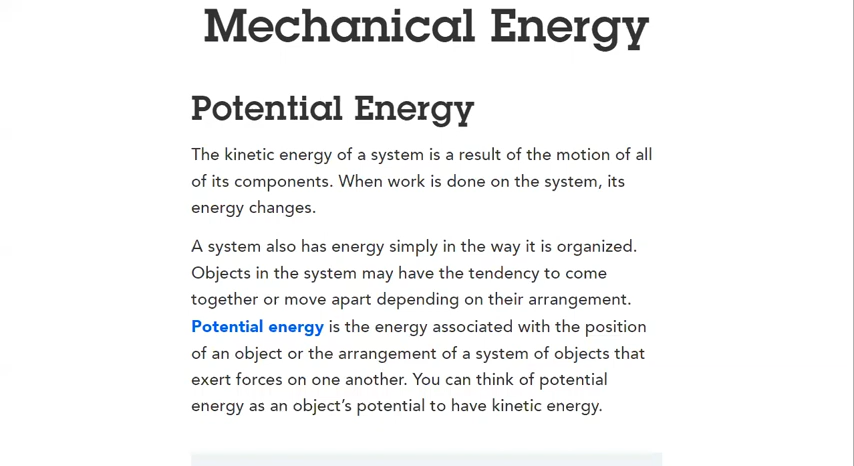 Mechanical Energy
Potential Energy
The kinetic energy of a system is a result of the motion of all
of its components. When work is done on the system, its
energy changes.
A system also has energy simply in the way it is organized.
Objects in the system may have the tendency to come
together or move apart depending on their arrangement.
Potential energy is the energy associated with the position
of an object or the arrangement of a system of objects that
exert forces on one another. You can think of potential
energy as an object’s potential to have kinetic energy.